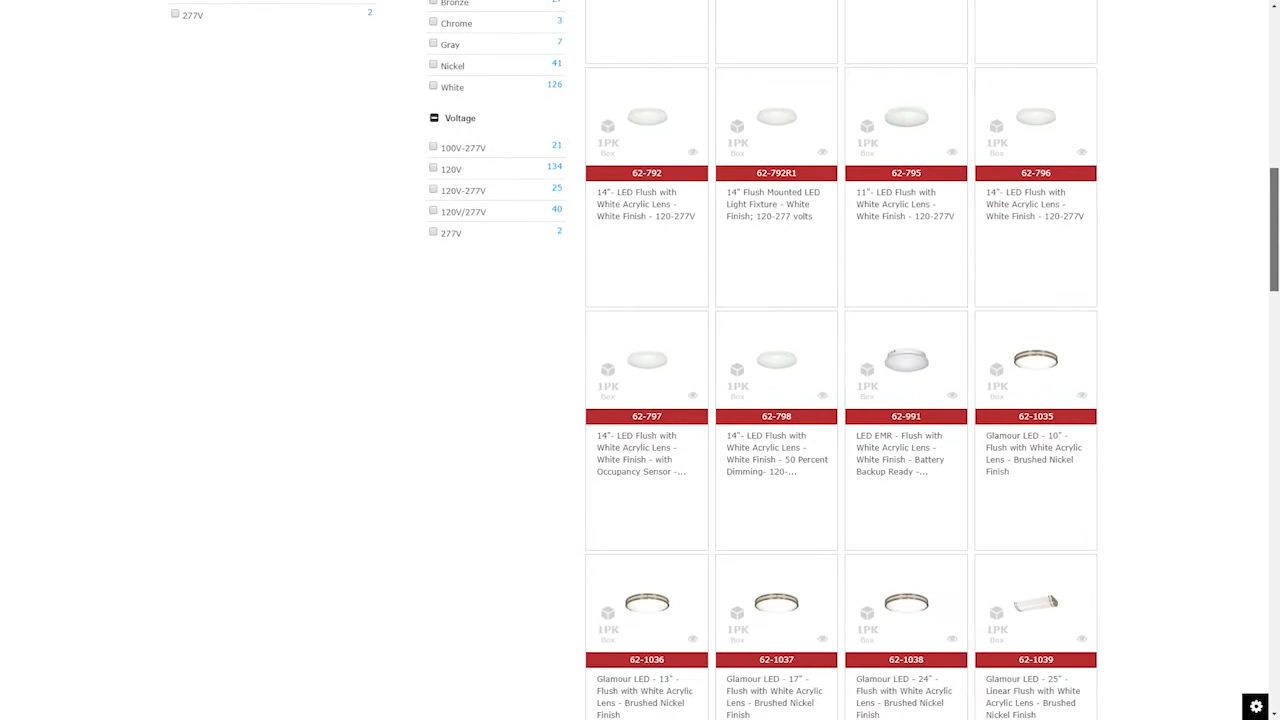 277V 2
Bronze 27
Chrome 3
Gray 7
Nickel 41
White 126
Voltage
100V-277V 21
120V 134
120V-277V 25
120V/277V 40
277V 2
1PK
Box
62-792
14"- LED Flush with
White Acrylic Lens -
White Finish - 120-277V
1PK
Box
62-792R1
14" Flush Mounted LED
Light Fixture - White
Finish; 120-277 volts
1PK
Box
62-795
11"- LED Flush with
White Acrylic Lens -
White Finish - 120-277V
1PK
Box
62-796
14"- LED Flush with
White Acrylic Lens -
White Finish - 120-277V
1PK
Box
62-797
14"- LED Flush with
White Acrylic Lens -
White Finish - with
Occupancy Sensor -...
1PK
Box
62-798
14"- LED Flush with
White Acrylic Lens -
White Finish - 50 Percent
Dimming- 120-...
1PK
Box
62-991
LED EMR - Flush with
White Acrylic Lens -
White Finish - Battery
Backup Ready -...
1PK
Box
62-1035
Glamour LED - 10" -
Flush with White Acrylic
Lens - Brushed Nickel
Finish
1PK
Box
62-1036
Glamour LED - 13" -
Flush with White Acrylic
Lens - Brushed Nickel
Finish
1PK
Box
62-1037
Glamour LED - 17" -
Flush with White Acrylic
Lens - Brushed Nickel
Finish
1PK
Box
62-1038
Glamour LED - 24" -
Flush with White Acrylic
Lens - Brushed Nickel
Finish
1PK
Box
62-1039
Glamour LED - 25" -
Linear Flush with White
Acrylic Lens - Brushed
Nickel Finish